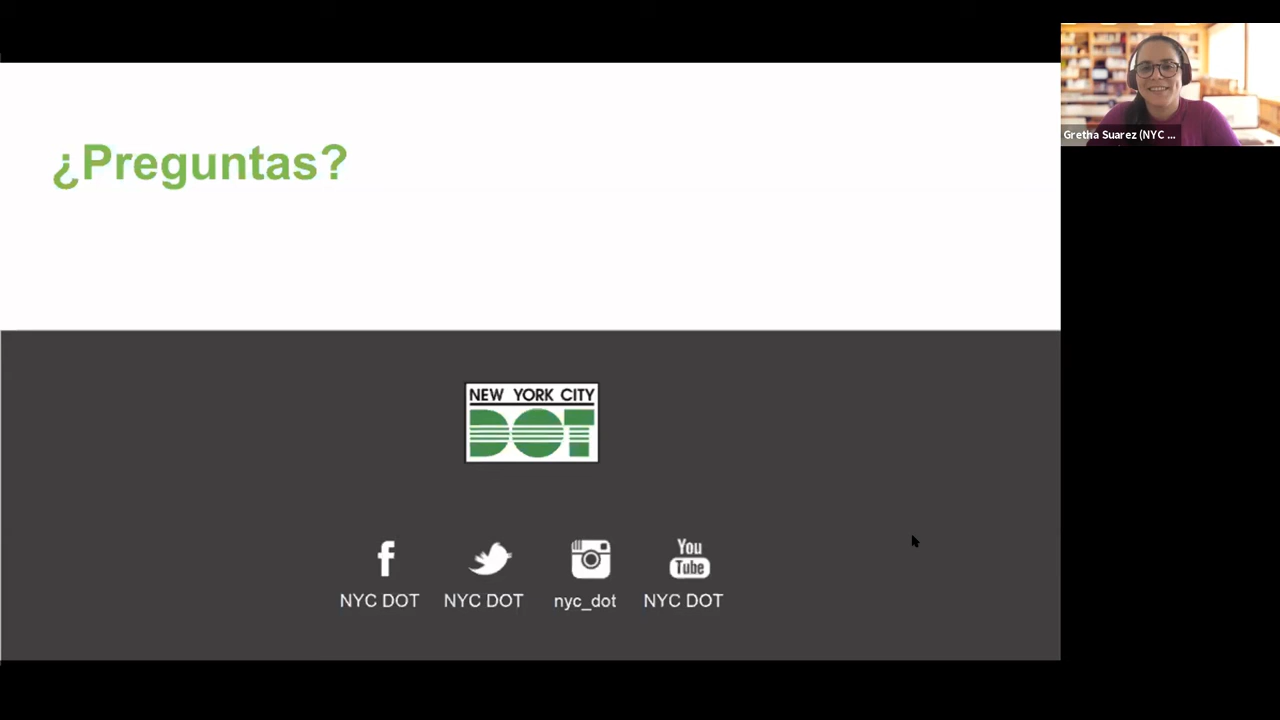 ¿Preguntas?
Gretha Suarez (NYC ...
NEW YORK CITY
DOT
You
Tube
NYC DOT
NYC DOT
nyc_dot
NYC DOT